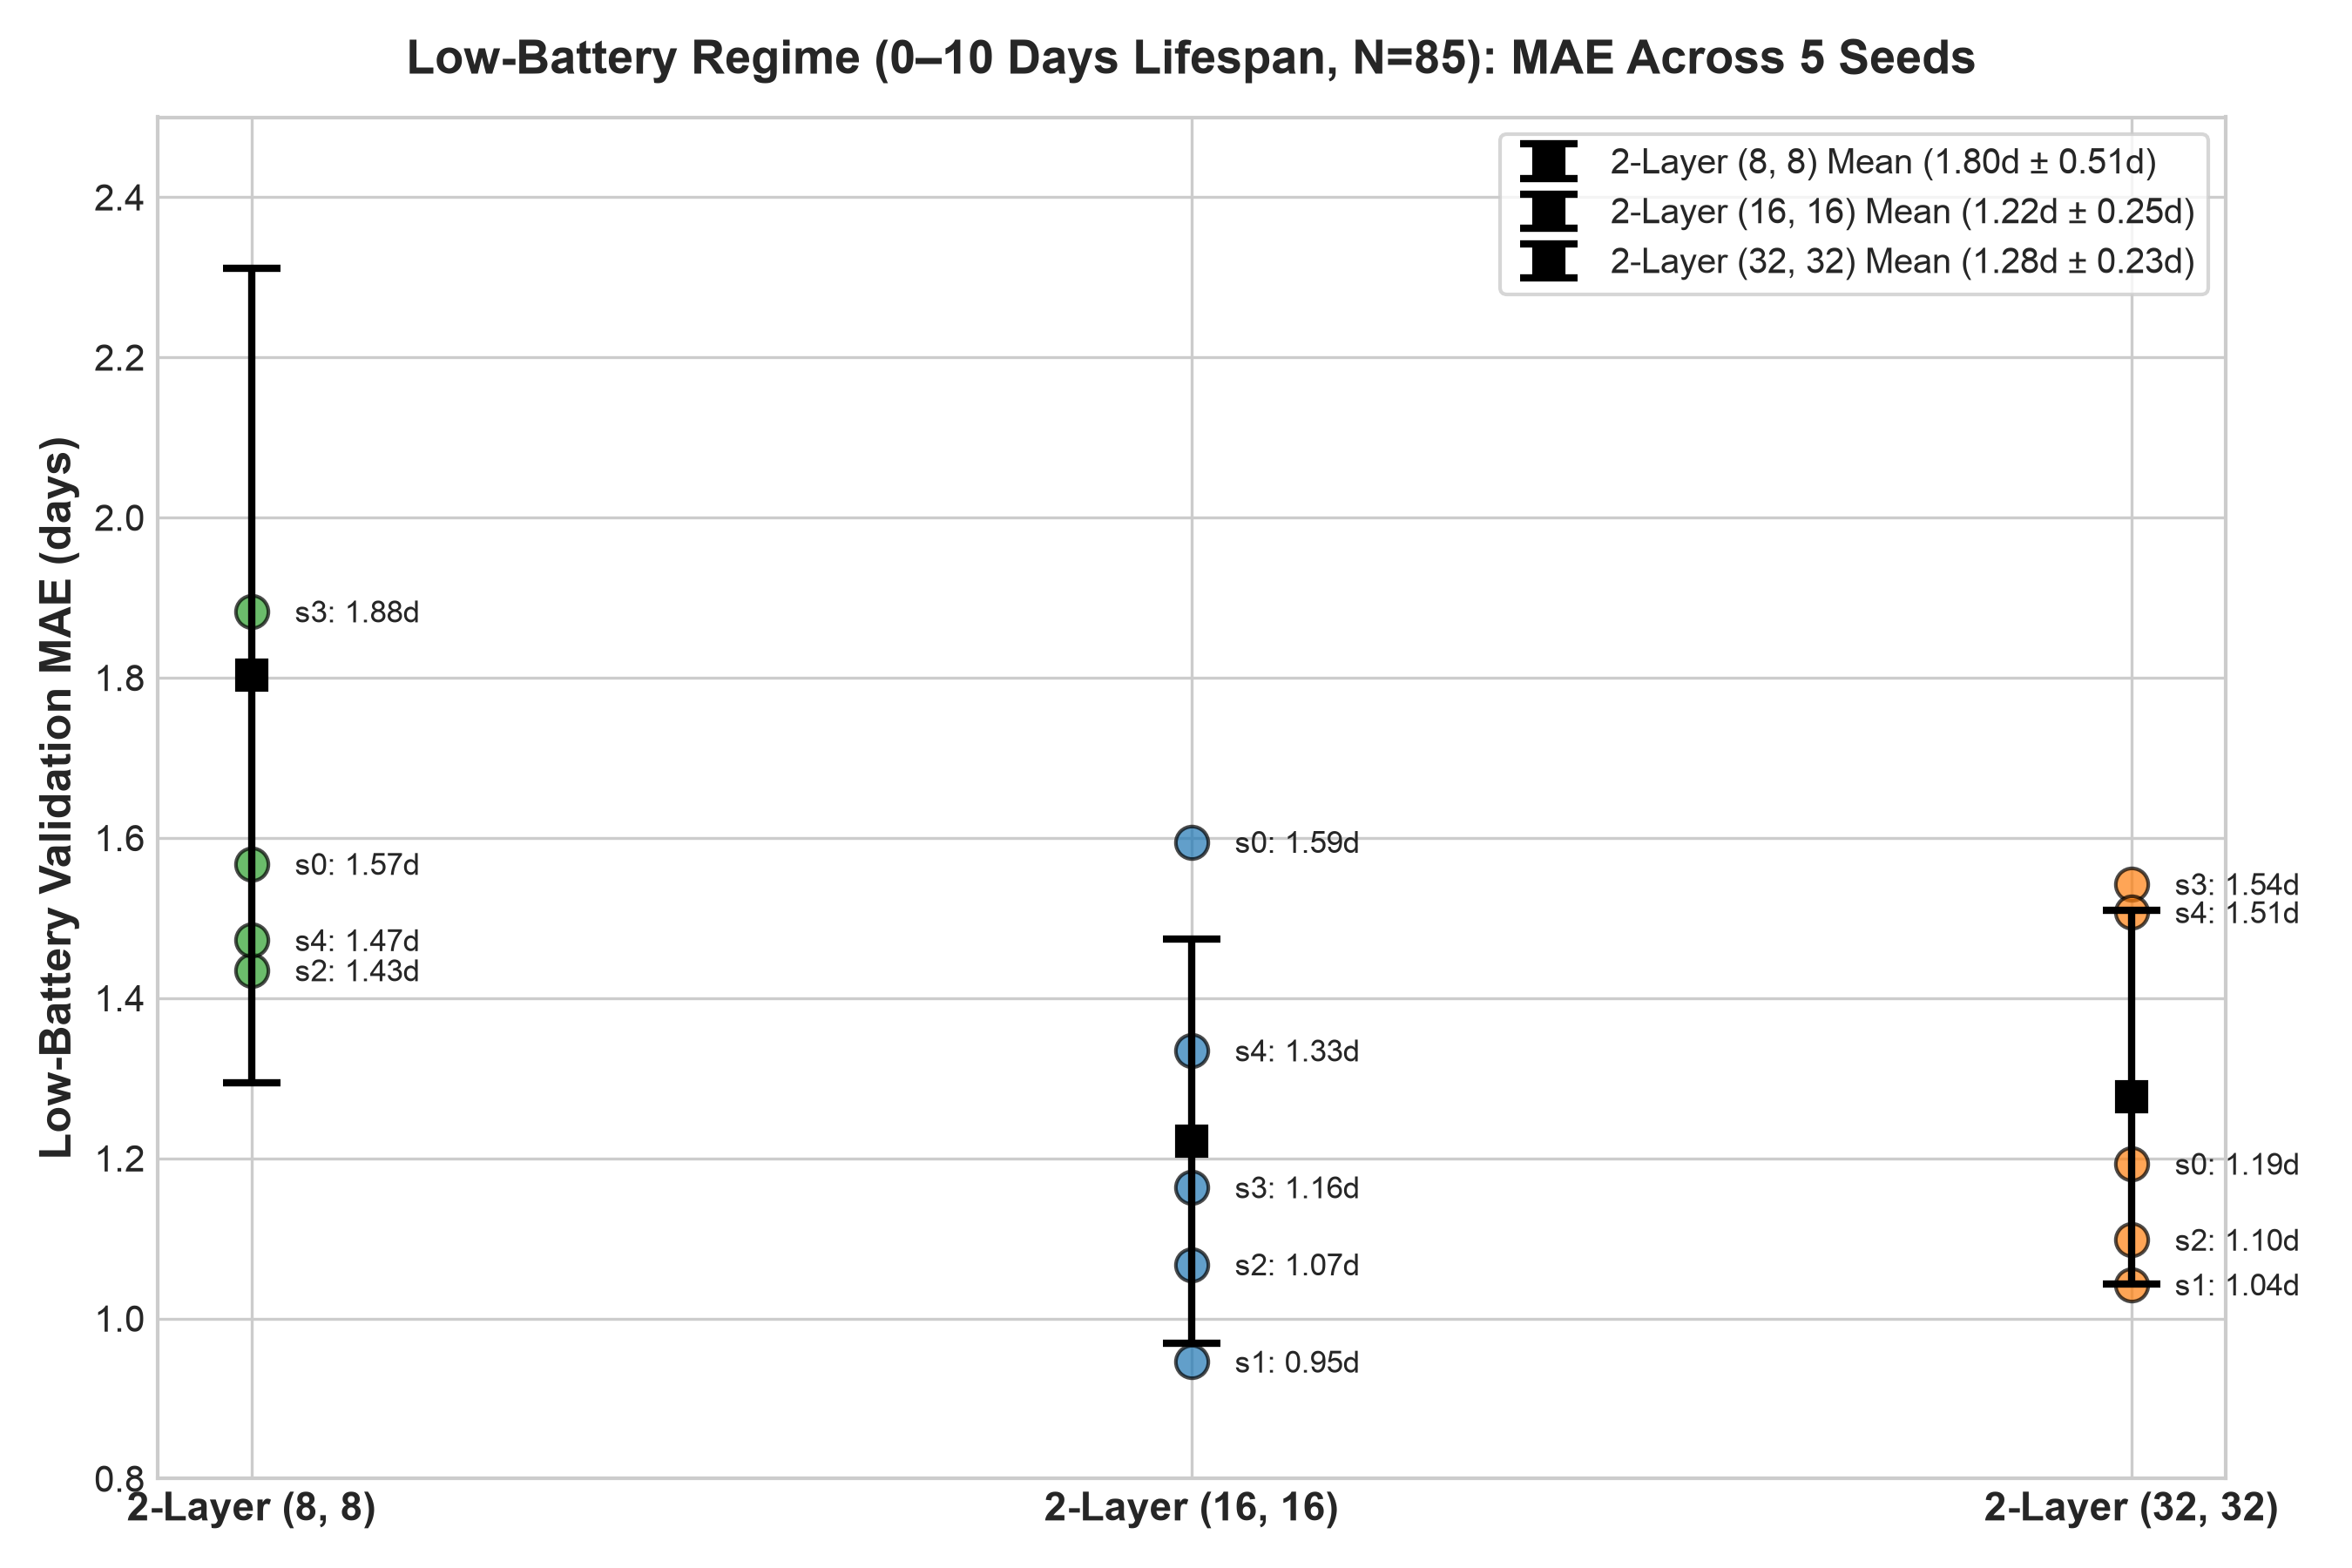 Low-Battery Regime (0–10 Days Lifespan, N=85): MAE Across 5 Seeds
2-Layer (8, 8) Mean (1.80d ± 0.51d)
2-Layer (16, 16) Mean (1.22d ± 0.25d)
2-Layer (32, 32) Mean (1.28d ± 0.23d)
Low-Battery Validation MAE (days)
2.4
2.2
2.0
1.8
1.6
1.4
1.2
1.0
0.8
s3: 1.88d
s0: 1.57d
s4: 1.47d
s2: 1.43d
s0: 1.59d
s4: 1.33d
s3: 1.16d
s2: 1.07d
s1: 0.95d
s3: 1.54d
s4: 1.51d
s0: 1.19d
s2: 1.10d
s1: 1.04d
2-Layer (8, 8)
2-Layer (16, 16)
2-Layer (32, 32)